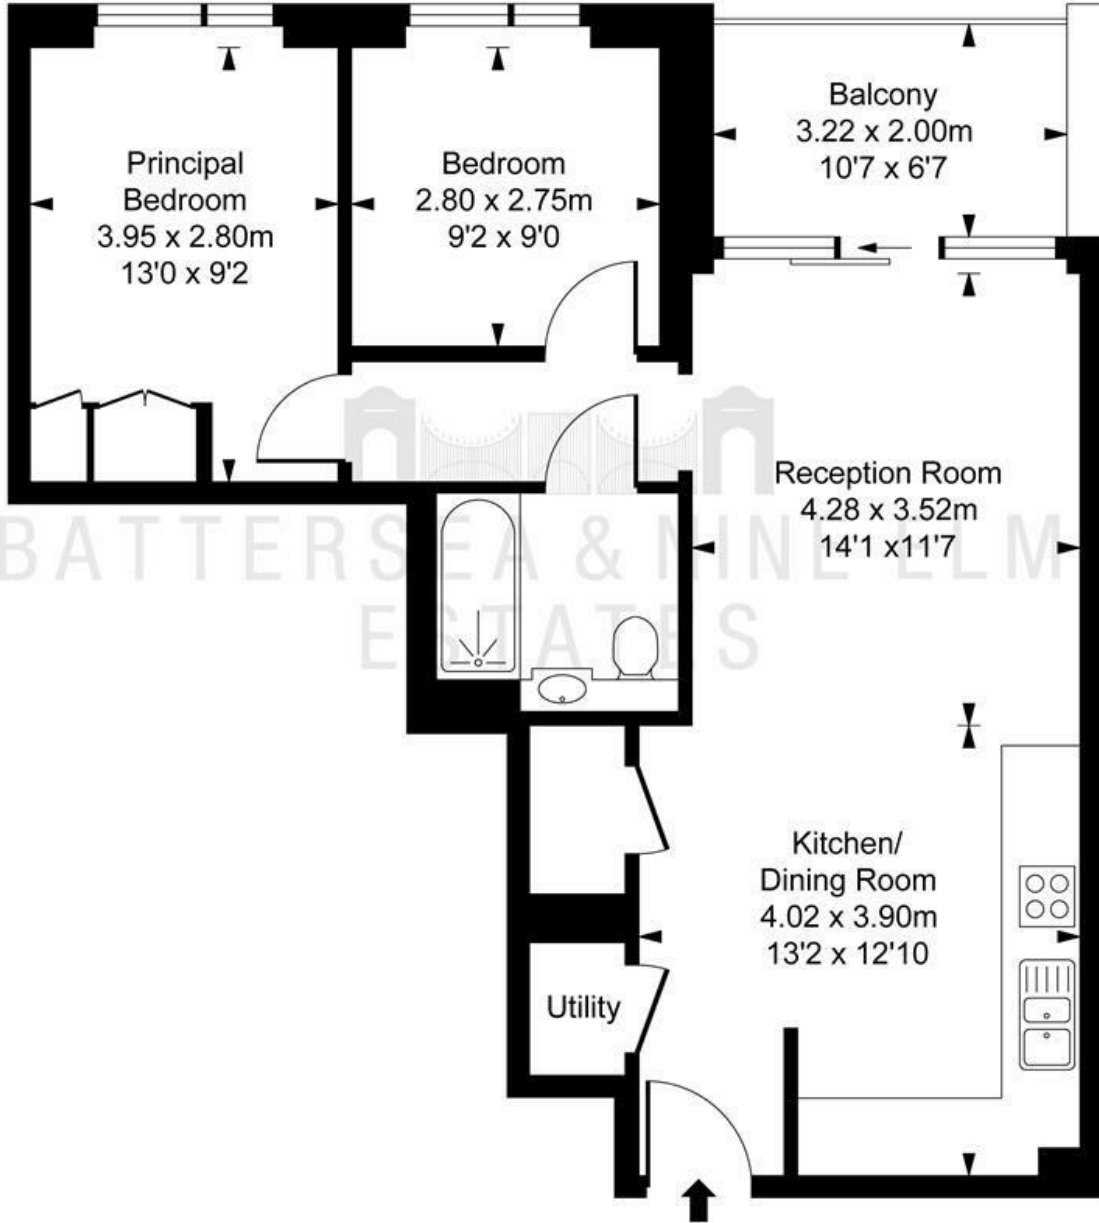 Balcony
3.22 x 2.00m
10'7 x 6'7
Principal
Bedroom
3.95 x 2.80m
13'0 x 9'2
Bedroom
2.80 x 2.75m
9'2 x 9'0
Reception Room
4.28 x 3.52m
14'1 x11'7
BATTERSEA & NINE ELM
ESTATES
Kitchen/
Dining Room
4.02 x 3.90m
13'2 x 12'10
Utility